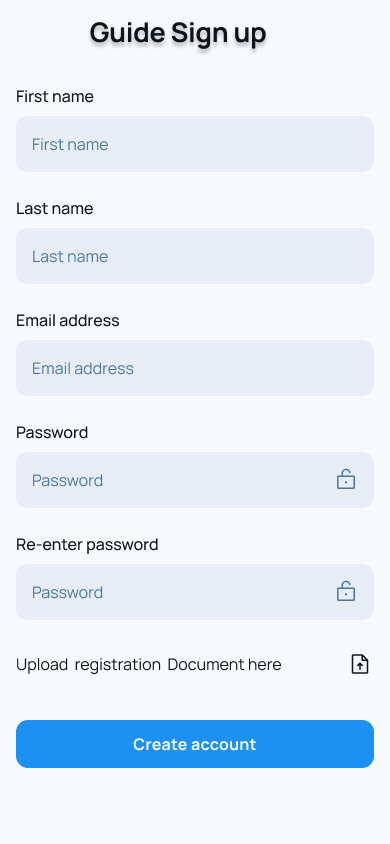 Guide Sign up
First name
First name
Last name
Last name
Email address
Email address
Password
Password
Re-enter password
Password
Upload registration Document here
Create account